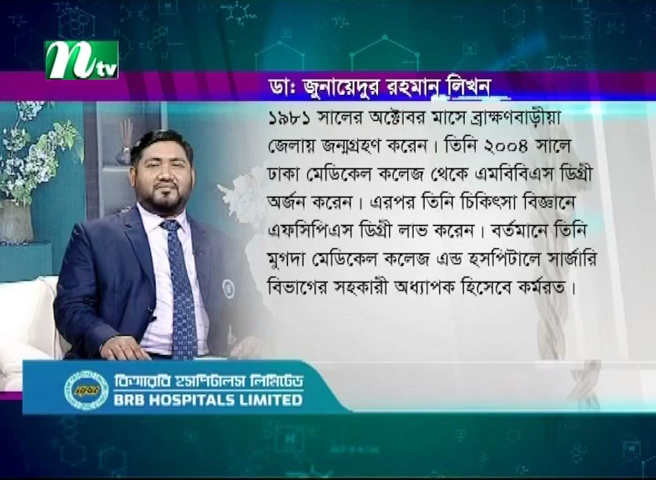 ntv
ডা: জুনায়েদুর রহমান লিখন
১৯৮১ সালের অক্টোবর মাসে ব্রাক্ষণবাড়ীয়া
জেলায় জন্মগ্রহণ করেন। তিনি ২০০৪ সালে
ঢাকা মেডিকেল কলেজ থেকে এমবিবিএস ডিগ্রী
অর্জন করেন। এরপর তিনি চিকিৎসা বিজ্ঞানে
এফসিপিএস ডিগ্রী লাভ করেন। বর্তমানে তিনি
মুগদা মেডিকেল কলেজ এন্ড হসপিটালে সার্জারি
বিভাগের সহকারী অধ্যাপক হিসেবে কর্মরত।
বিআরবি হসপিটালস লিমিটেড
BRB HOSPITALS LIMITED